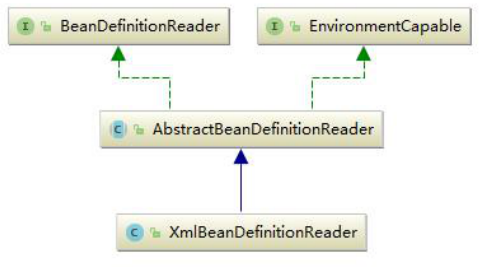 I BeanDefinitionReader
I EnvironmentCapable
C AbstractBeanDefinitionReader
C XmlBeanDefinitionReader